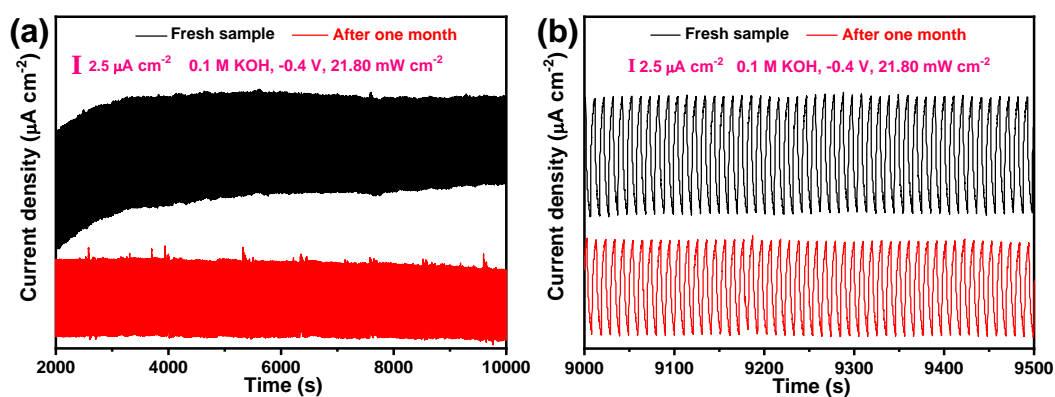 (a)
Fresh sample After one month
I 2.5 μA cm-2 0.1 M KOH, -0.4 V, 21.80 mW cm-2
Current density (μA cm-2)
2000 4000 6000 8000 10000
Time (s)
(b)
Fresh sample After one month
I 2.5 μA cm-2 0.1 M KOH, -0.4 V, 21.80 mW cm-2
Current density (μA cm-2)
9000 9100 9200 9300 9400 9500
Time (s)